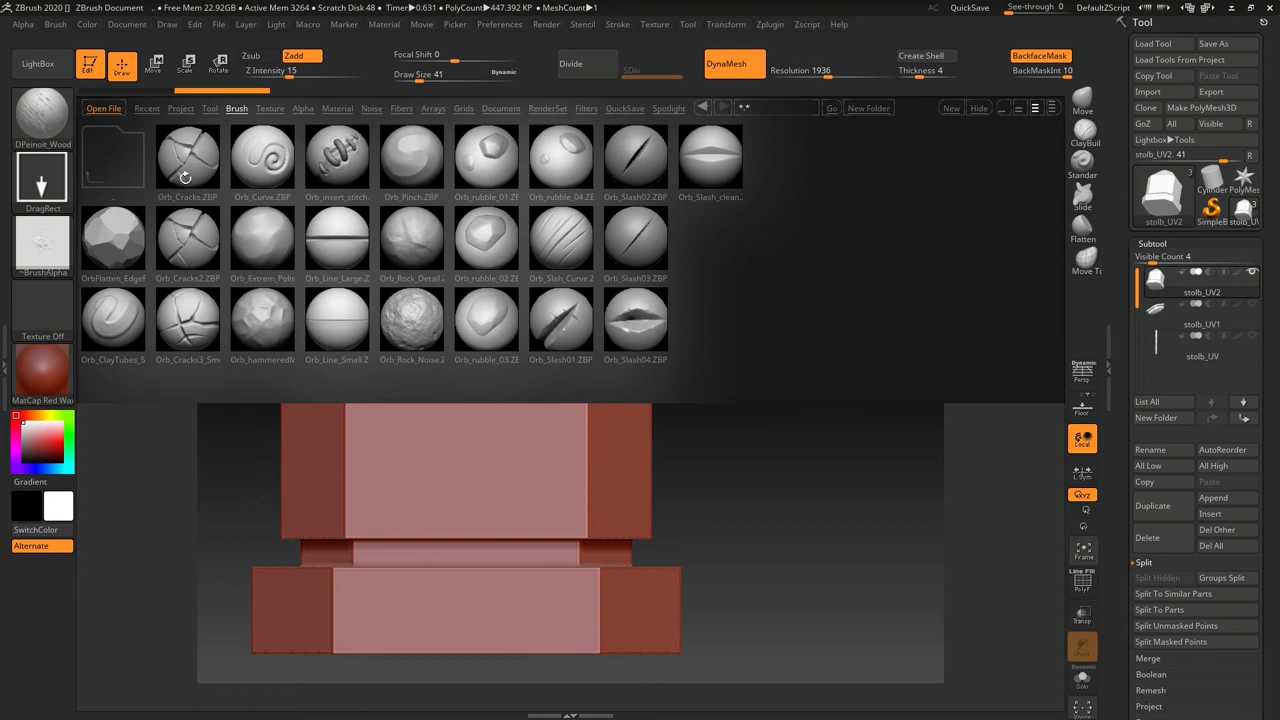 ZBrush 2020 [] ZBrush Document .. • Free Mem 22.92GB • Active Mem 3264 • Scratch Disk 48 • Timer▶0.631 • PolyCount▶447.392 KP • MeshCount▶1 AC QuickSave See-through 0 DefaultZScript
Alpha Brush Color Document Draw Edit File Layer Light Macro Marker Material Movie Picker Preferences Render Stencil Stroke Texture Tool Transform Zplugin Zscript Help
LightBox
Edit
Draw
Move
Scale
Rotate
Zsub
Zadd
Z Intensity 15
Focal Shift 0
Draw Size 41
Dynamic
Divide
SDiv
DynaMesh
Resolution 1936
Create Shell
Thickness 4
BackfaceMask
BackMaskInt 10
Open File Recent Project Tool Brush Texture Alpha Material Noise Fibers Arrays Grids Document RenderSet Filters QuickSave Spotlight
** Go New Folder New Hide
..
Orb_Cracks.ZBP
Orb_Curve.ZBP
Orb_insert_stitch.
Orb_Pinch.ZBP
Orb_rubble_01.ZE
Orb_rubble_04.ZE
Orb_Slash02.ZBP
Orb_Slash_clean..
OrbFlatten_EdgeF
Orb_Cracks2.ZBP
Orb_Extrem_Polis
Orb_Line_Large.Z
Orb_Rock_Detail.Z
Orb_rubble_02.ZE
Orb_Slah_Curve.Z
Orb_Slash03.ZBP
Orb_ClayTubes_S
Orb_Cracks3_Smo
Orb_hammeredM
Orb_Line_Small.Z
Orb_Rock_Noise.Z
Orb_rubble_03.ZE
Orb_Slash01.ZBP
Orb_Slash04.ZBP
DPeinoit_Wood
DragRect
~BrushAlpha
Texture Off
MatCap Red Wa
Gradient
SwitchColor
Alternate
Move
ClayBuil
Standar
Slide
Flatten
Move To
Dynamic
Persp
Floor
Local
L.Sym
XYZ
Frame
Line Fill
PolyF
Transp
Ghost
Dynamic
Solo
Xpose
Tool
Load Tool Save As
Load Tools From Project
Copy Tool Paste Tool
Import Export
Clone Make PolyMesh3D
GoZ All Visible R
Lightbox▶Tools
stolb_UV2. 41 R
3
stolb_UV2
Cylinder PolyMes
3
SimpleB stolb_U
Subtool
Visible Count 4
stolb_UV2
stolb_UV1
stolb_UV
List All
New Folder
Rename AutoReorder
All Low All High
Copy Paste
Duplicate Append
Insert
Delete Del Other
Del All
Split
Split Hidden Groups Split
Split To Similar Parts
Split To Parts
Split Unmasked Points
Split Masked Points
Merge
Boolean
Remesh
Project